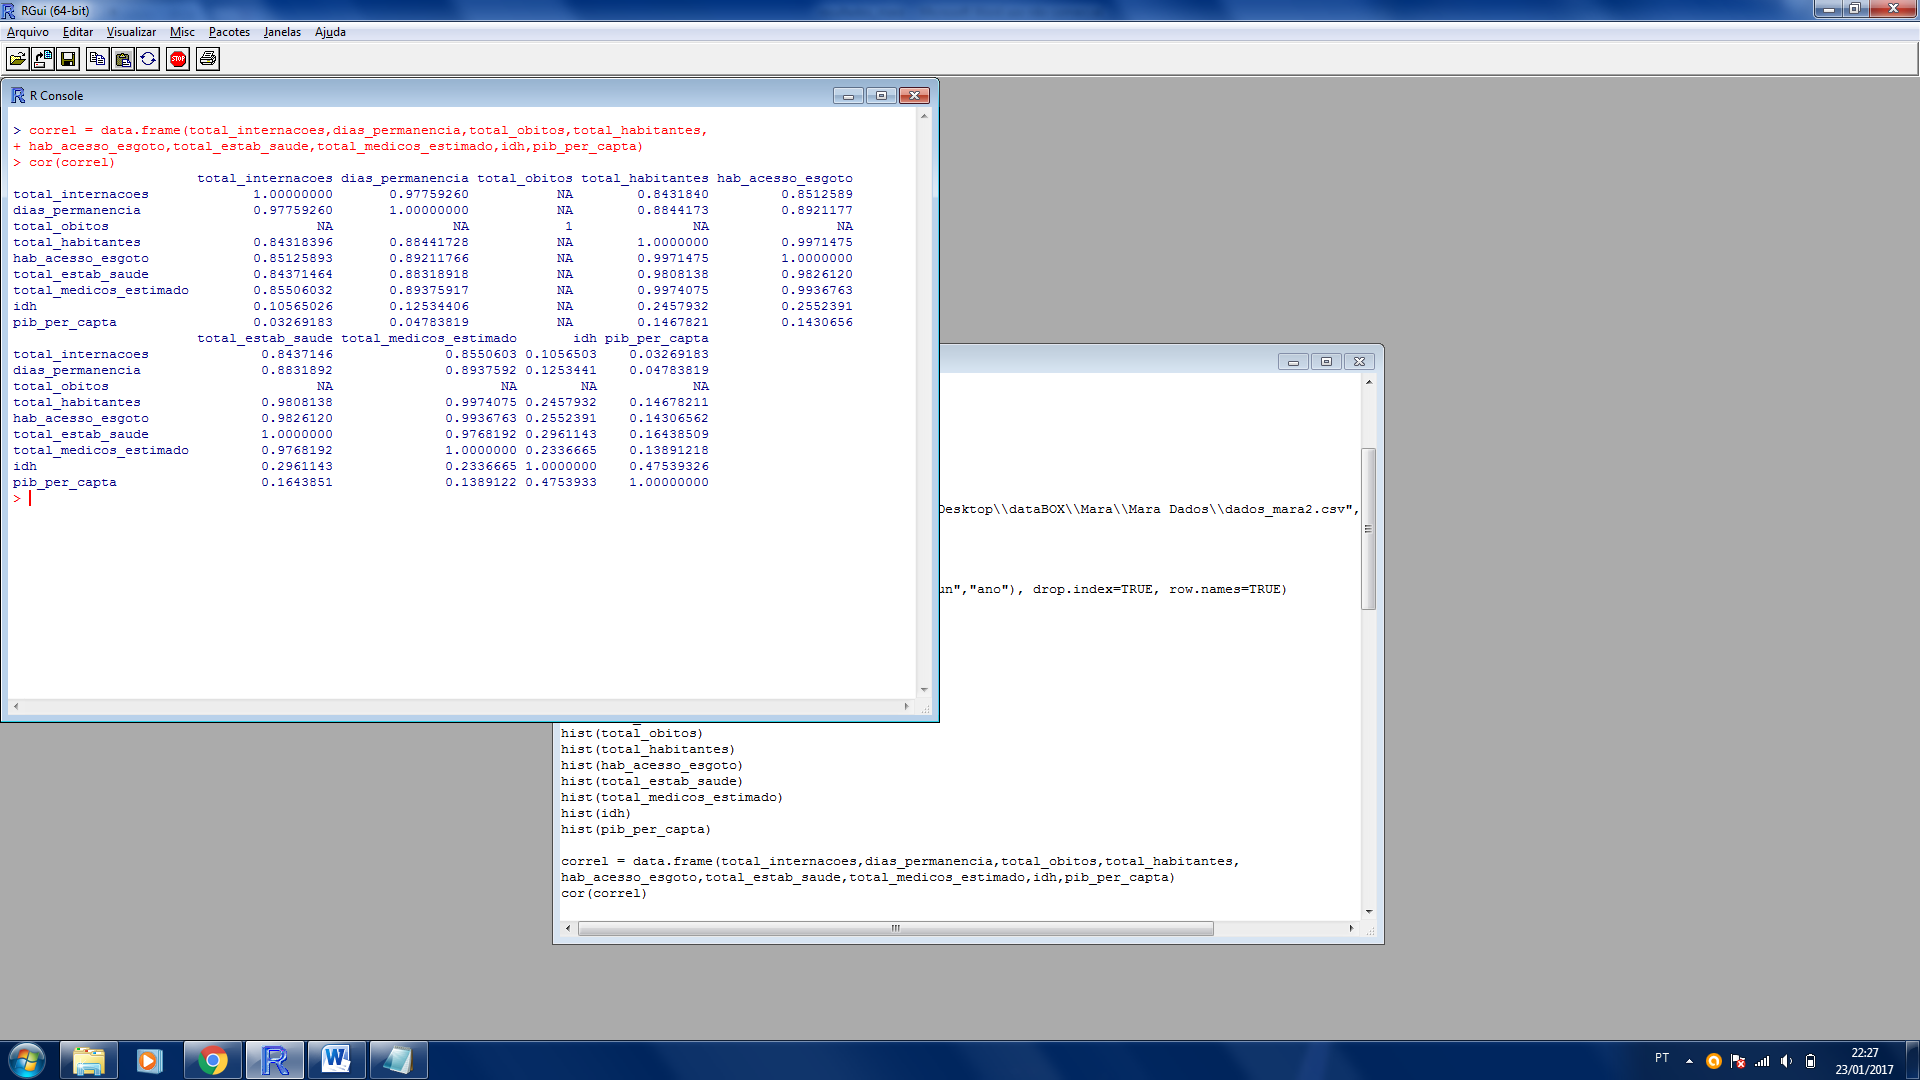 RGui (64-bit)
Arquivo Editar Visualizar Misc Pacotes Janelas Ajuda
STOP
R Console
> correl = data.frame(total_internacoes,dias_permanencia,total_obitos,total_habitantes,
+ hab_acesso_esgoto,total_estab_saude,total_medicos_estimado,idh,pib_per_capta)
> cor(correl)
total_internacoes dias_permanencia total_obitos total_habitantes hab_acesso_esgoto
total_internacoes 1.00000000 0.97759260 NA 0.8431840 0.8512589
dias_permanencia 0.97759260 1.00000000 NA 0.8844173 0.8921177
total_obitos NA NA 1 NA NA
total_habitantes 0.84318396 0.88441728 NA 1.0000000 0.9971475
hab_acesso_esgoto 0.85125893 0.89211766 NA 0.9971475 1.0000000
total_estab_saude 0.84371464 0.88318918 NA 0.9808138 0.9826120
total_medicos_estimado 0.85506032 0.89375917 NA 0.9974075 0.9936763
idh 0.10565026 0.12534406 NA 0.2457932 0.2552391
pib_per_capta 0.03269183 0.04783819 NA 0.1467821 0.1430656
total_estab_saude total_medicos_estimado idh pib_per_capta
total_internacoes 0.8437146 0.8550603 0.1056503 0.03269183
dias_permanencia 0.8831892 0.8937592 0.1253441 0.04783819
total_obitos NA NA NA NA
total_habitantes 0.9808138 0.9974075 0.2457932 0.14678211
hab_acesso_esgoto 0.9826120 0.9936763 0.2552391 0.14306562
total_estab_saude 1.0000000 0.9768192 0.2961143 0.16438509
total_medicos_estimado 0.9768192 1.0000000 0.2336665 0.13891218
idh 0.2961143 0.2336665 1.0000000 0.47539326
pib_per_capta 0.1643851 0.1389122 0.4753933 1.00000000
>
Desktop\\dataBOX\\Mara\\Mara Dados\\dados_mara2.csv",
un","ano"), drop.index=TRUE, row.names=TRUE)
hist(total_obitos)
hist(total_habitantes)
hist(hab_acesso_esgoto)
hist(total_estab_saude)
hist(total_medicos_estimado)
hist(idh)
hist(pib_per_capta)
correl = data.frame(total_internacoes,dias_permanencia,total_obitos,total_habitantes,
hab_acesso_esgoto,total_estab_saude,total_medicos_estimado,idh,pib_per_capta)
cor(correl)
PT
22:27
23/01/2017